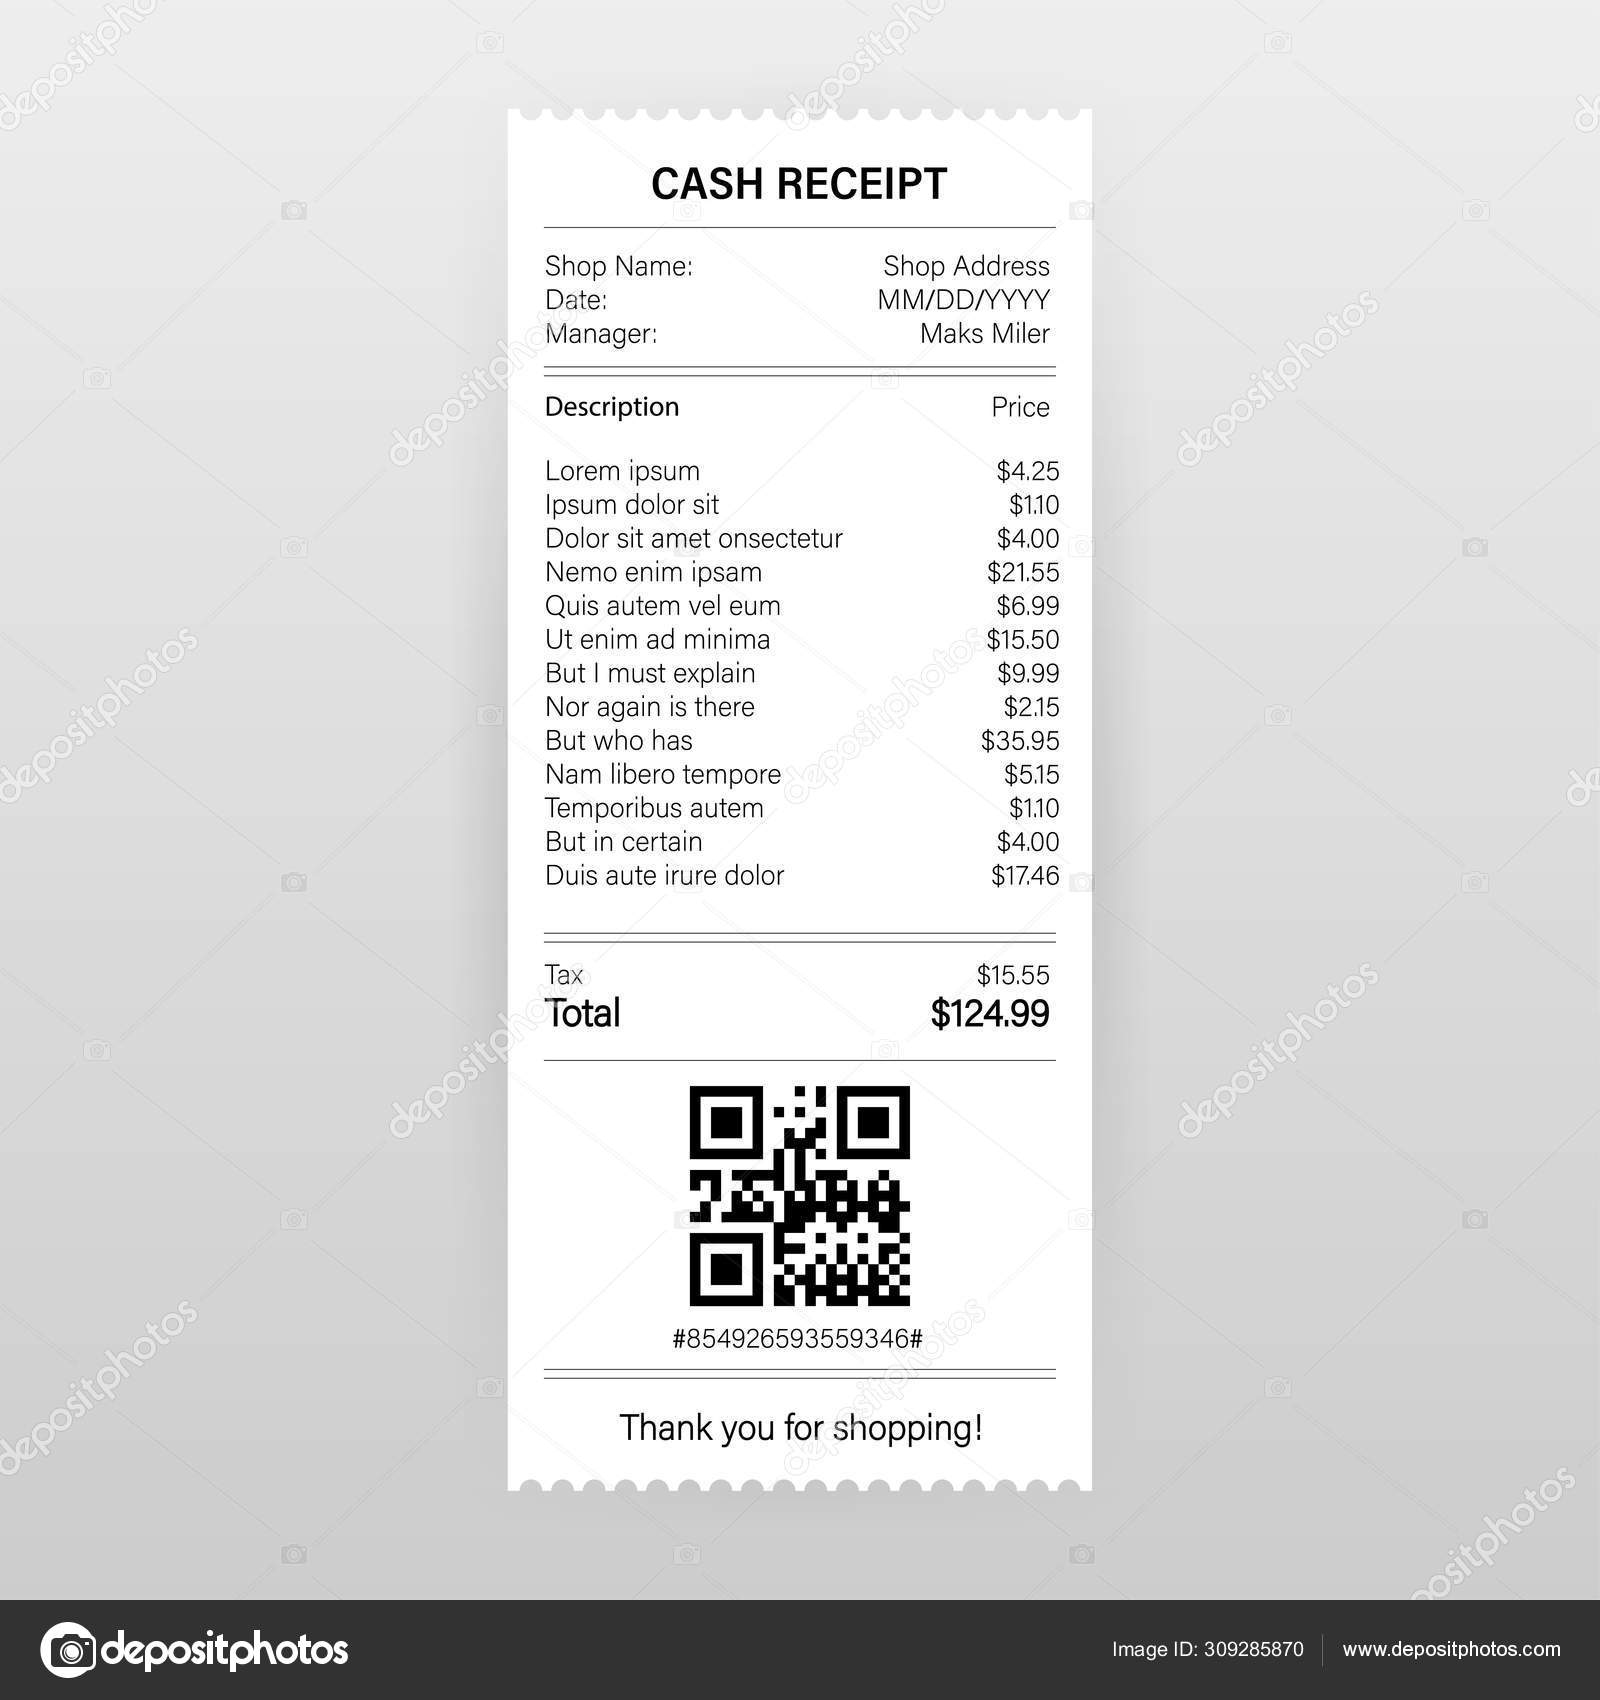 CASH RECEIPT
Shop Name: Shop Address
Date: MM/DD/YYYY
Manager: Maks Miler
Description Price
Lorem ipsum $4.25
Ipsum dolor sit $1.10
Dolor sit amet onsectetur $4.00
Nemo enim ipsam $21.55
Quis autem vel eum $6.99
Ut enim ad minima $15.50
But I must explain $9.99
Nor again is there $2.15
But who has $35.95
Nam libero tempore $5.15
Temporibus autem $1.10
But in certain $4.00
Duis aute irure dolor $17.46
Tax $15.55
Total $124.99
#854926593559346#
Thank you for shopping!
depositphotos
Image ID: 309285870 www.depositphotos.com